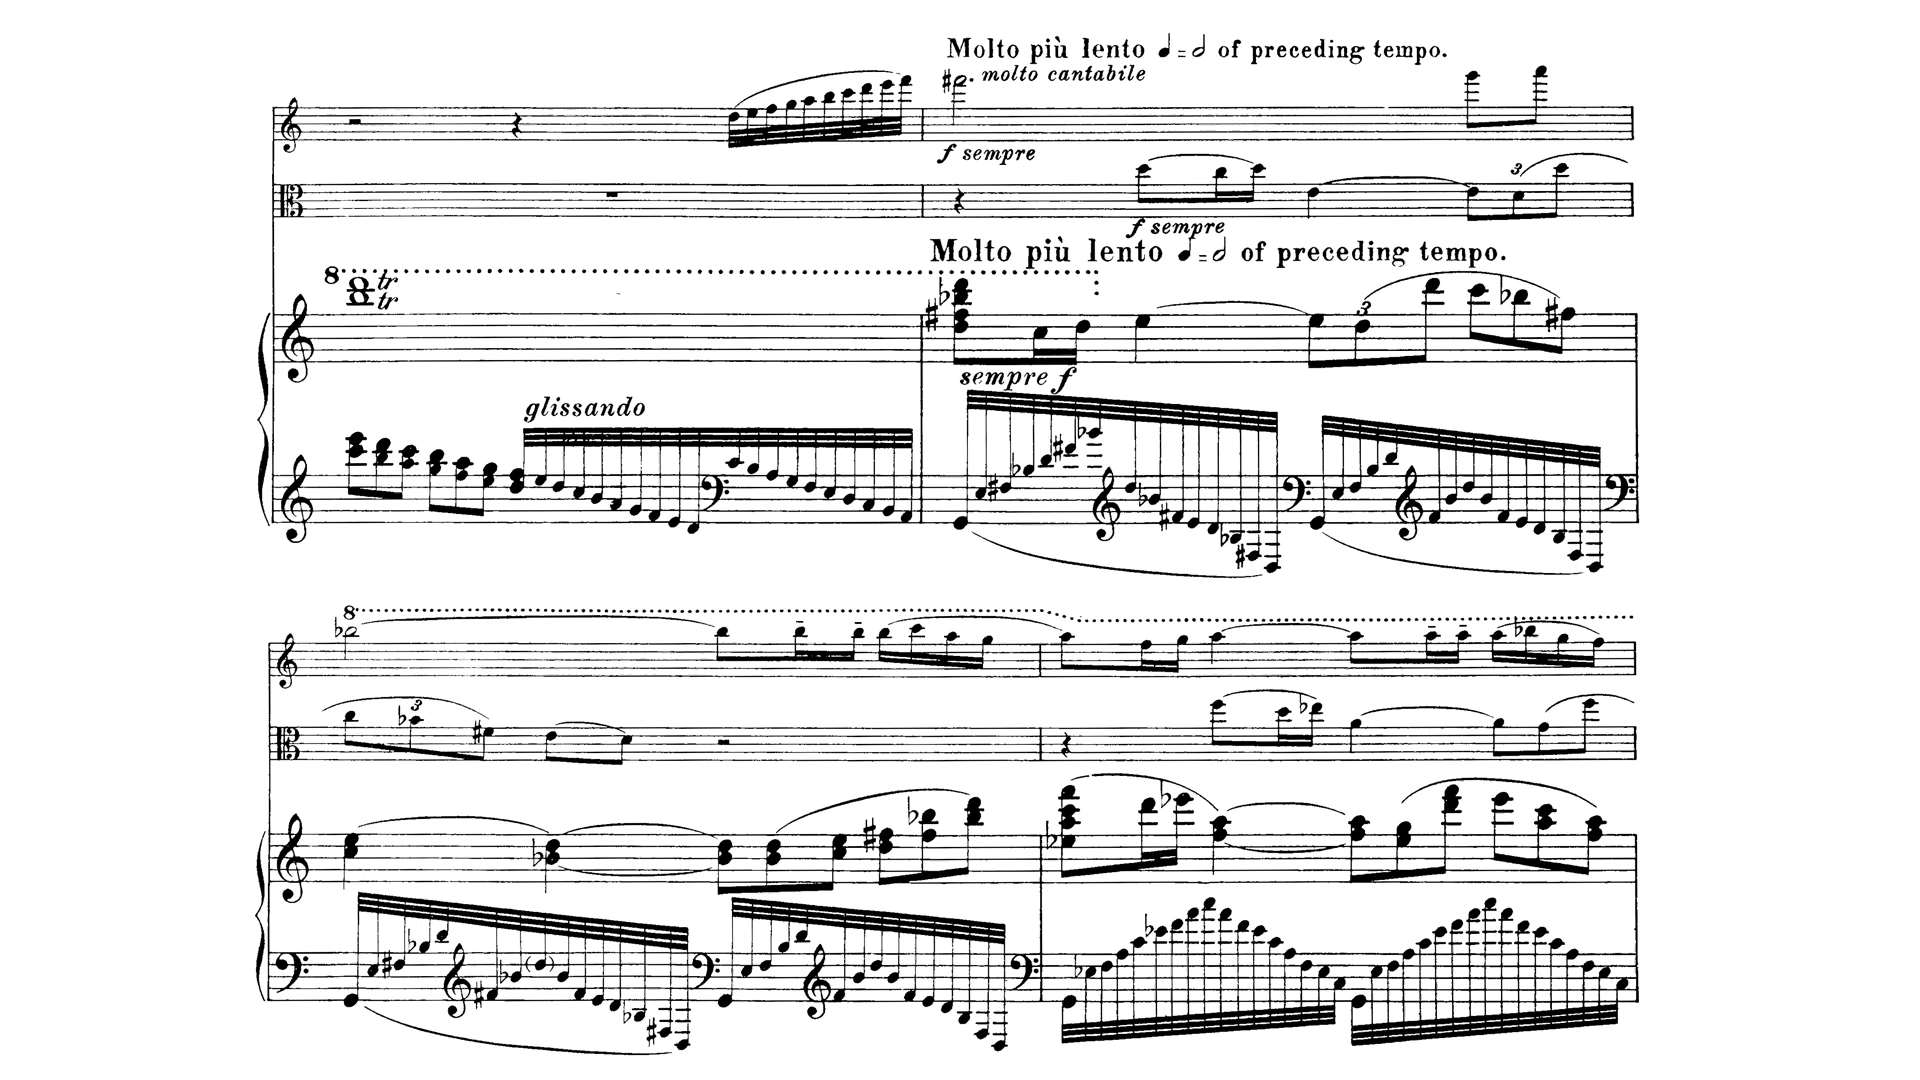 Molto più lento ♩ = 𝅗𝅥 of preceding tempo.
molto cantabile
f sempre
3
f sempre
Molto più lento ♩ = 𝅗𝅥 of preceding tempo.
8
tr
tr
3
sempre f
glissando
8
3